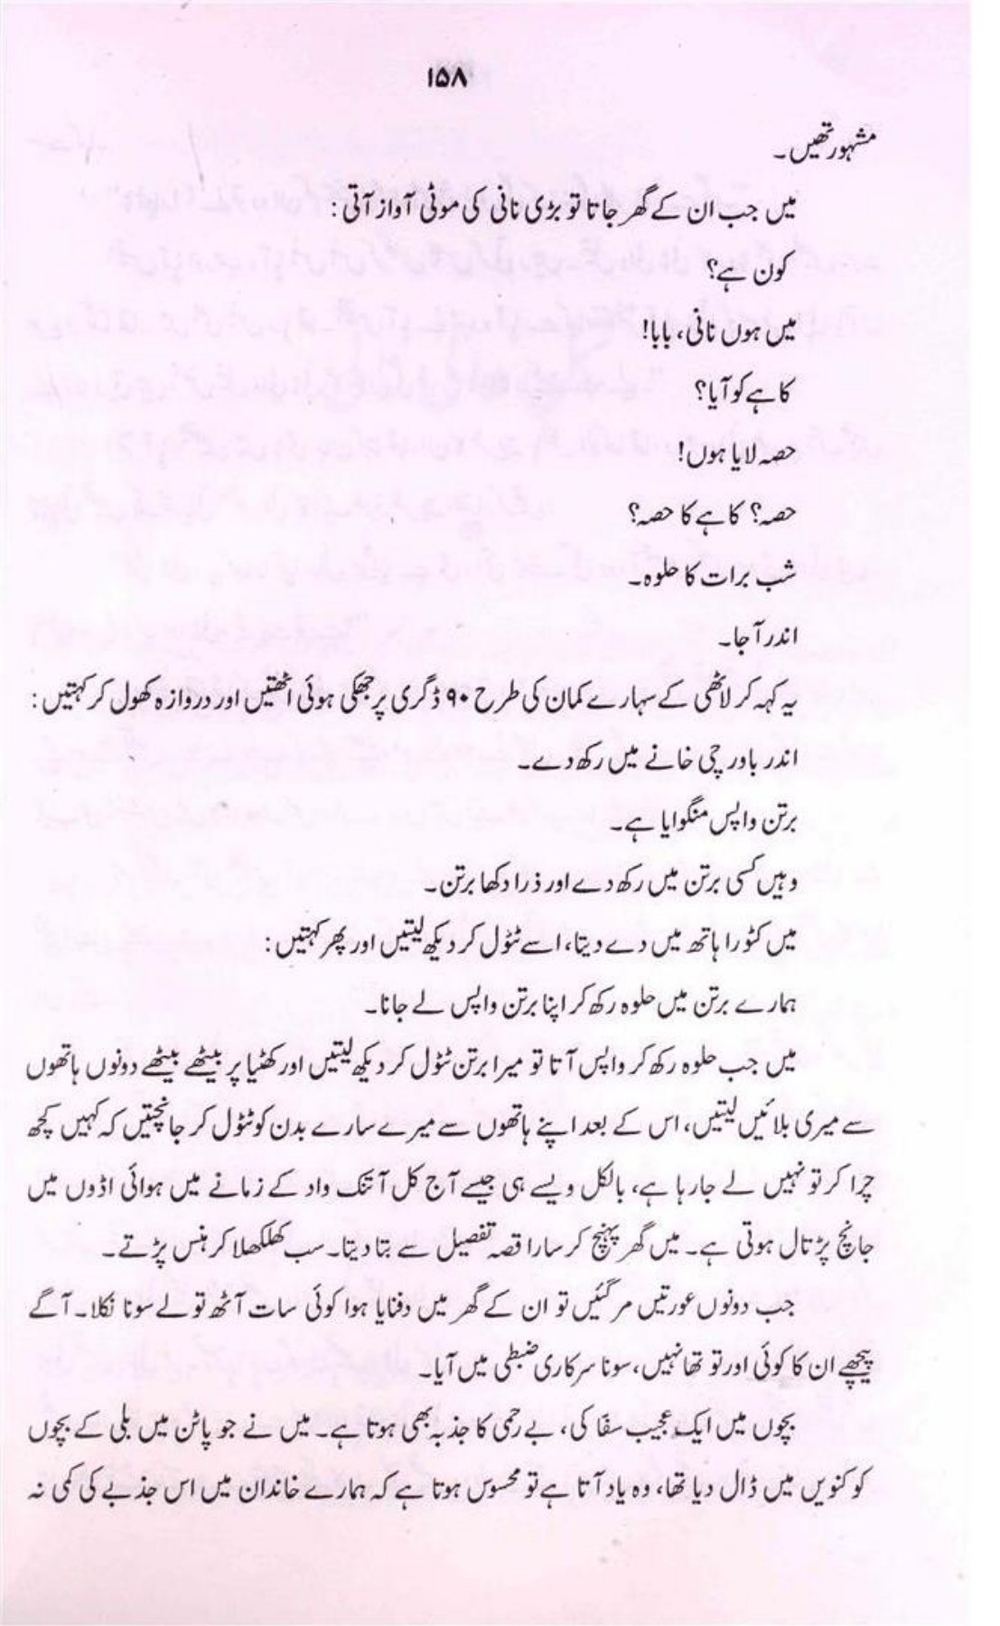 ۱۵۸
مشہور تھیں۔
میں جب ان کے گھر جاتا تو بڑی نانی کی موٹی آواز آتی:
کون ہے؟
میں ہوں نانی، بابا!
کاہے کو آیا؟
حصہ لایا ہوں!
حصہ؟ کاہے کا حصہ؟
شب برات کا حلوہ۔
اندر آجا۔
یہ کہہ کر لاٹھی کے سہارے کمان کی طرح ۹۰ ڈگری پر جھکی ہوئی اٹھتیں اور دروازہ کھول کر کہتیں:
اندر باورچی خانے میں رکھ دے۔
برتن واپس منگوایا ہے۔
وہیں کسی برتن میں رکھ دے اور ذرا دکھا برتن۔
میں کٹورا ہاتھ میں دے دیتا، اسے ٹٹول کر دیکھ لیتیں اور پھر کہتیں:
ہمارے برتن میں حلوہ رکھ کر اپنا برتن واپس لے جانا۔
میں جب حلوہ رکھ کر واپس آتا تو میرا برتن ٹٹول کر دیکھ لیتیں اور کھٹیا پر بیٹھے بیٹھے دونوں ہاتھوں
سے میری بلائیں لیتیں، اس کے بعد اپنے ہاتھوں سے میرے سارے بدن کو ٹٹول کر جانچتیں کہ کہیں کچھ
چرا کر تو نہیں لے جا رہا ہے، بالکل ویسے ہی جیسے آج کل آتنک واد کے زمانے میں ہوائی اڈوں میں
جانچ پڑتال ہوتی ہے۔ میں گھر پہنچ کر سارا قصہ تفصیل سے بتا دیتا۔ سب کھلکھلا کر ہنس پڑتے۔
جب دونوں عورتیں مر گئیں تو ان کے گھر میں دفنایا ہوا کوئی سات آٹھ تولے سونا نکلا۔ آگے
پیچھے ان کا کوئی اور تو تھا نہیں، سونا سرکاری ضبطی میں آیا۔
بچوں میں ایک عجیب سفاکی، بے رحمی کا جذبہ بھی ہوتا ہے۔ میں نے جو پاٹن میں بلی کے بچوں
کو کنویں میں ڈال دیا تھا، وہ یاد آتا ہے تو محسوس ہوتا ہے کہ ہمارے خاندان میں اس جذبے کی کمی نہ